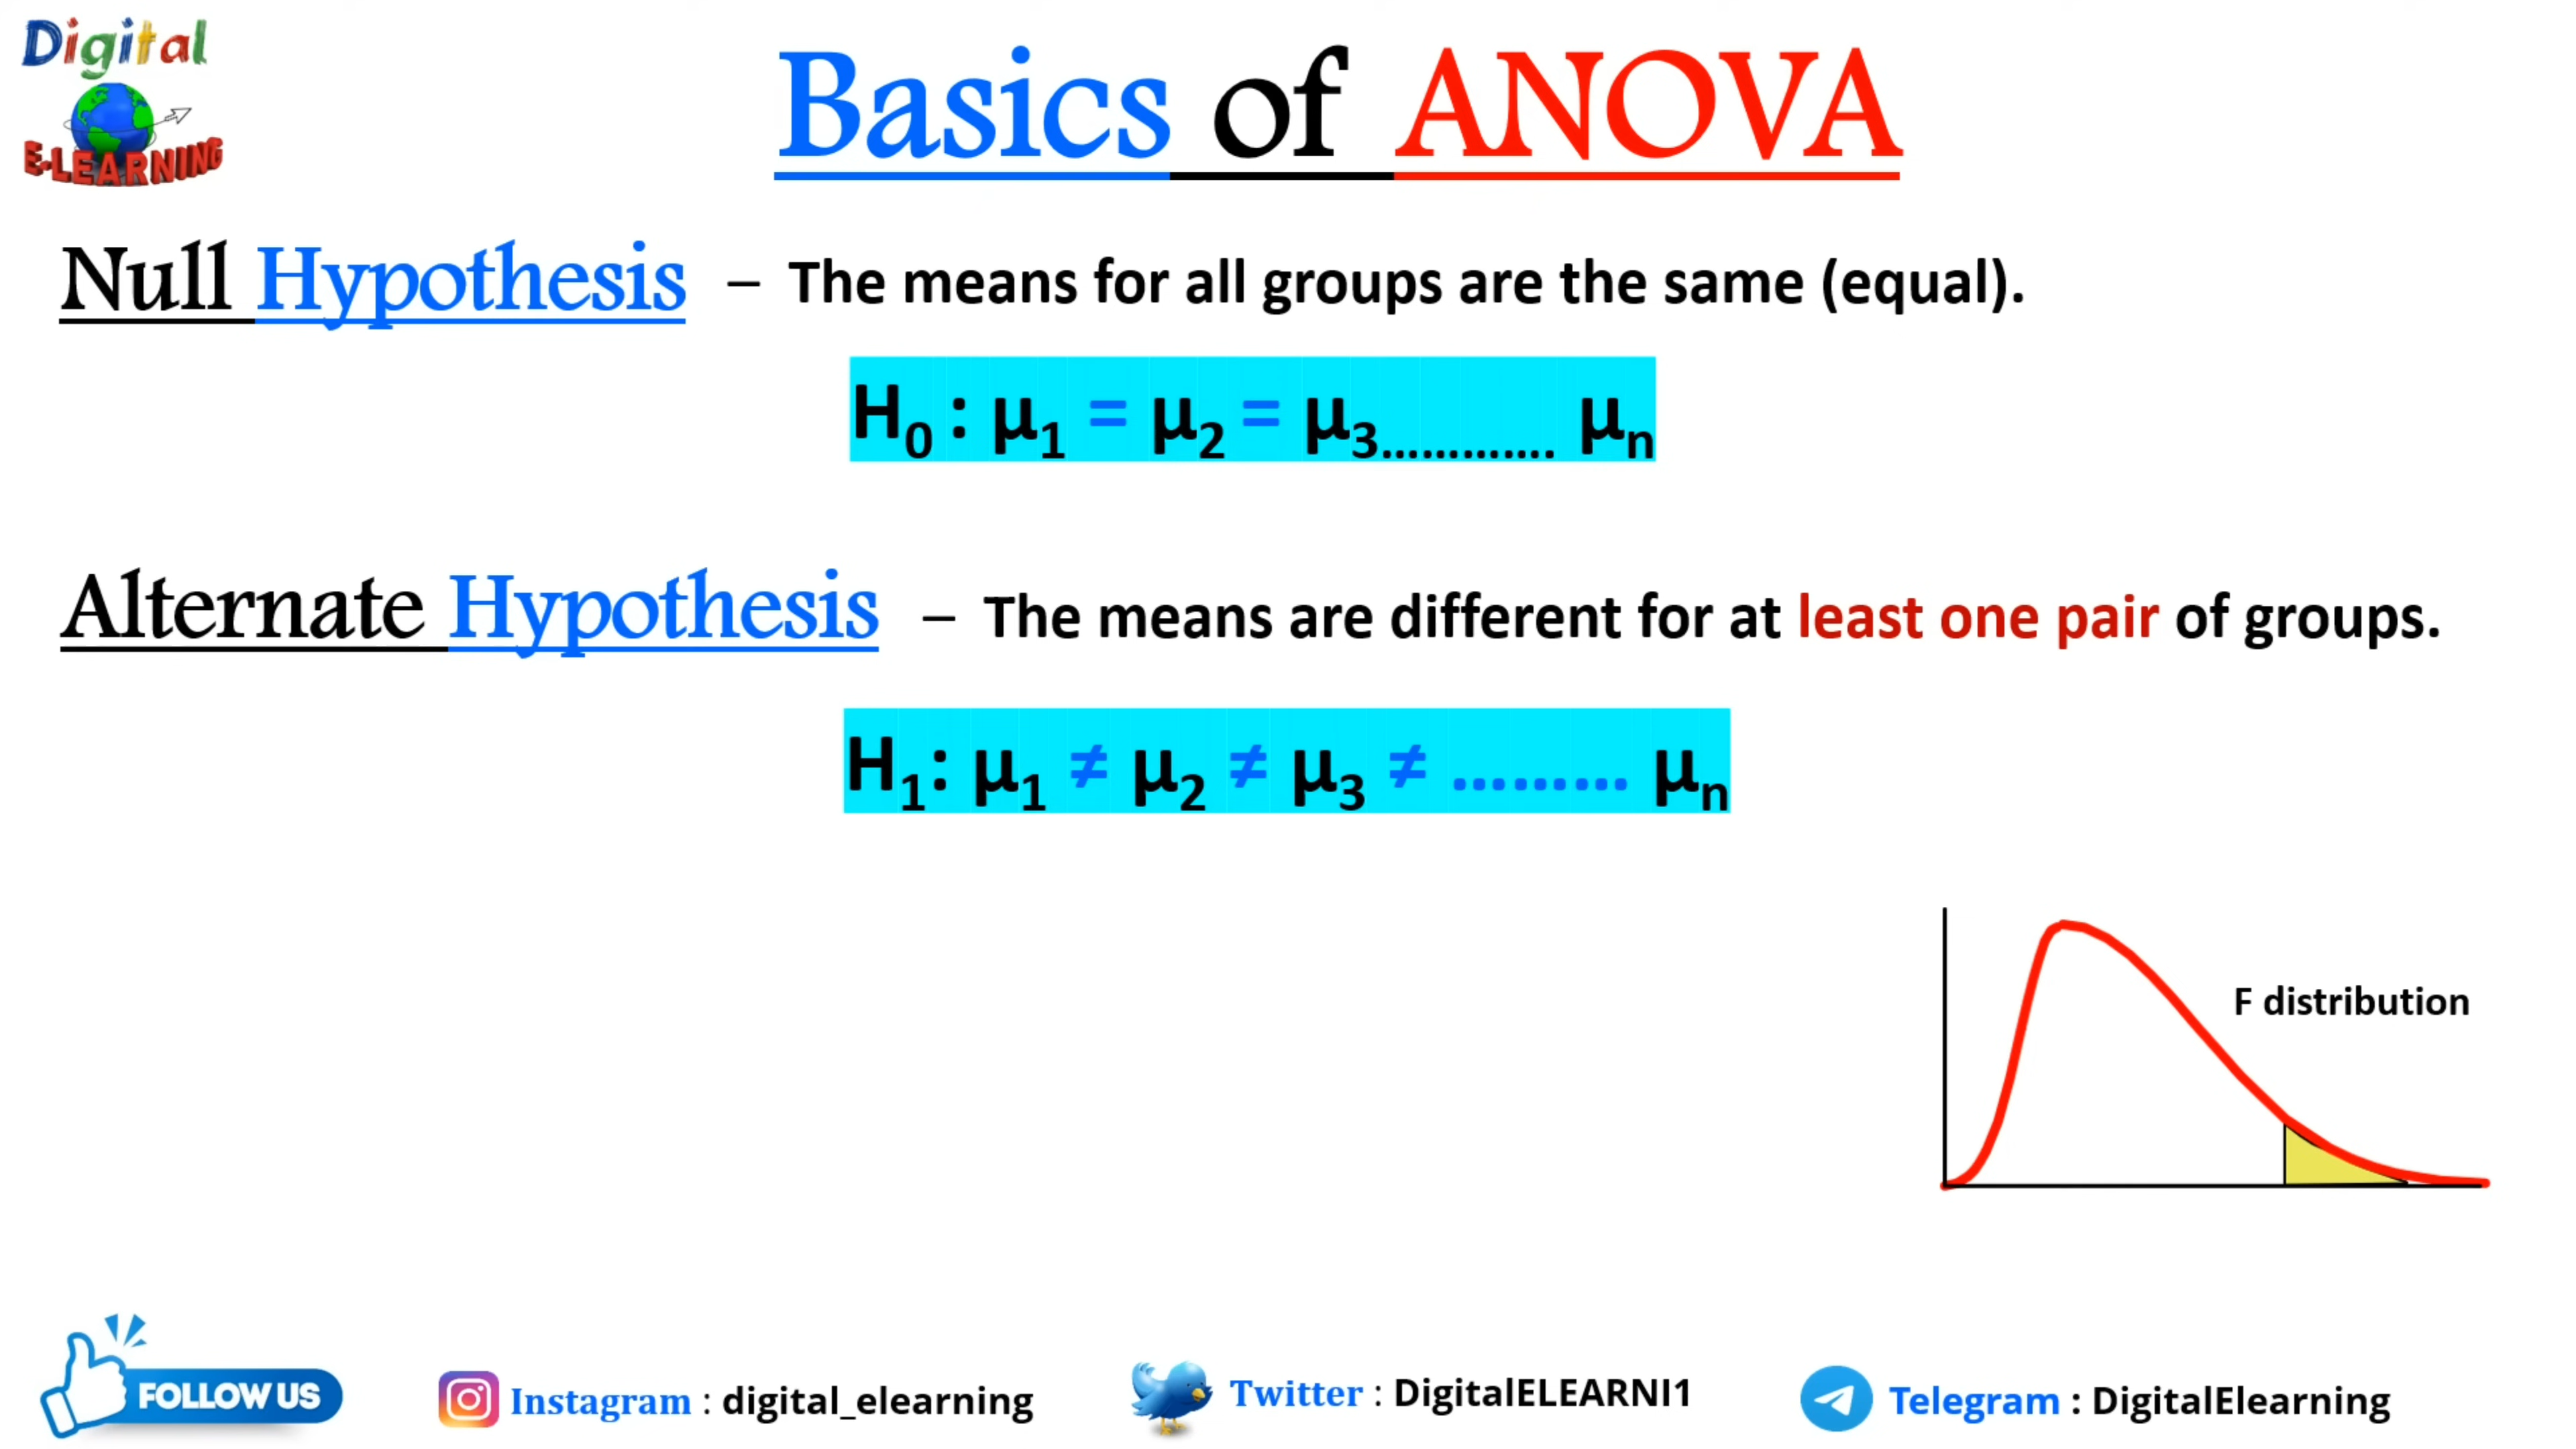 Digital
E-LEARNING
Basics of ANOVA
Null Hypothesis – The means for all groups are the same (equal).
H₀ : μ₁ = μ₂ = μ₃............. μₙ
Alternate Hypothesis – The means are different for at least one pair of groups.
H₁: μ₁ ≠ μ₂ ≠ μ₃ ≠ ......... μₙ
F distribution
FOLLOW US
Instagram : digital_elearning
Twitter : DigitalELEARNI1
Telegram : DigitalElearning